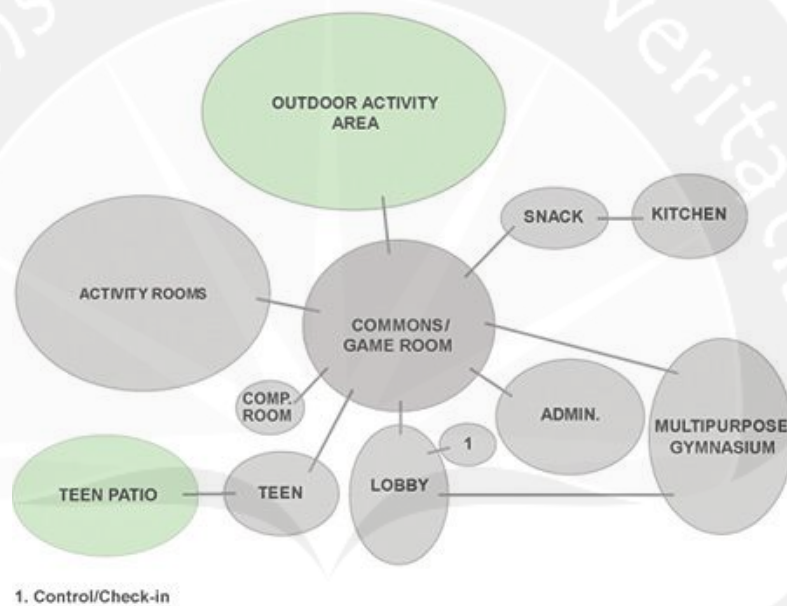 OUTDOOR ACTIVITY
AREA
SNACK
KITCHEN
ACTIVITY ROOMS
COMMONS/
GAME ROOM
COMP.
ROOM
ADMIN.
MULTIPURPOSE
GYMNASIUM
1
LOBBY
TEEN PATIO
TEEN
1. Control/Check-in